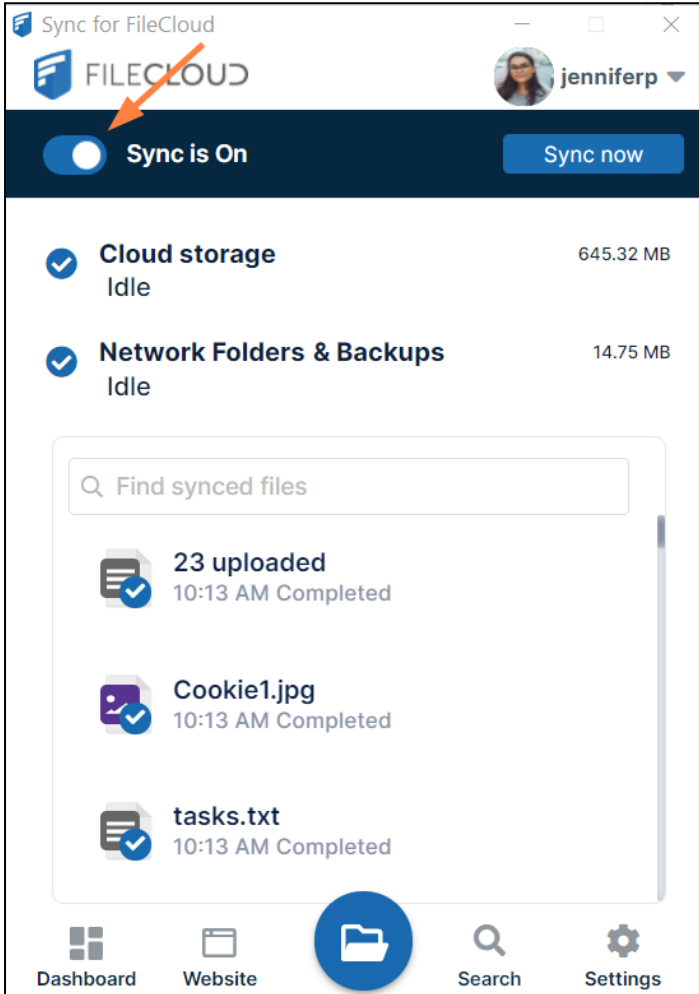 Sync for FileCloud
FILECLOUD
jenniferp
Sync is On
Sync now
Cloud storage
645.32 MB
Idle
Network Folders & Backups
14.75 MB
Idle
Find synced files
23 uploaded
10:13 AM Completed
Cookie1.jpg
10:13 AM Completed
tasks.txt
10:13 AM Completed
Dashboard
Website
Search
Settings